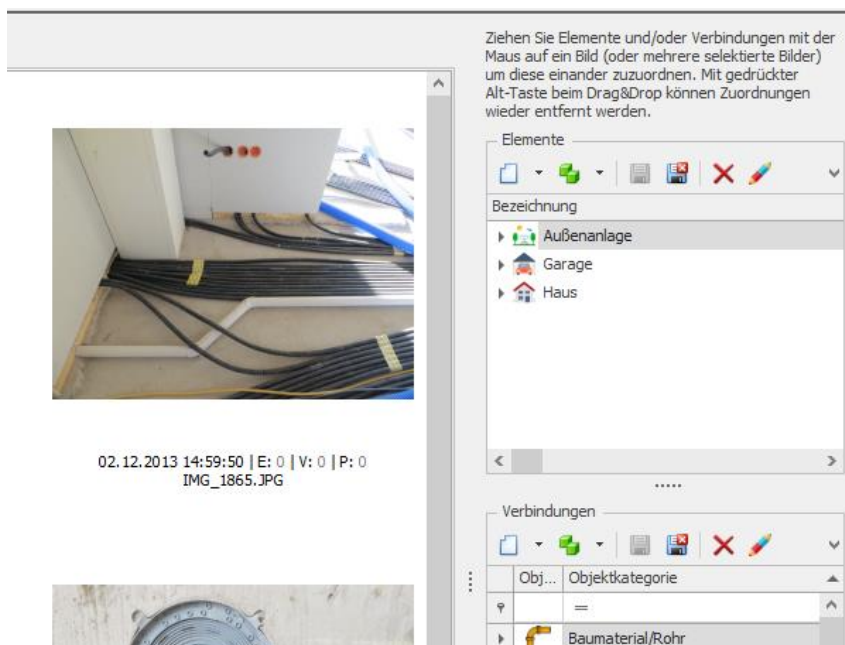 Ziehen Sie Elemente und/oder Verbindungen mit der
Maus auf ein Bild (oder mehrere selektierte Bilder)
um diese einander zuzuordnen. Mit gedrückter
Alt-Taste beim Drag&Drop können Zuordnungen
wieder entfernt werden.
Elemente
Bezeichnung
Außenanlage
Garage
Haus
02.12.2013 14:59:50 | E: 0 | V: 0 | P: 0
IMG_1865.JPG
Verbindungen
Obj... Objektkategorie
=
Baumaterial/Rohr